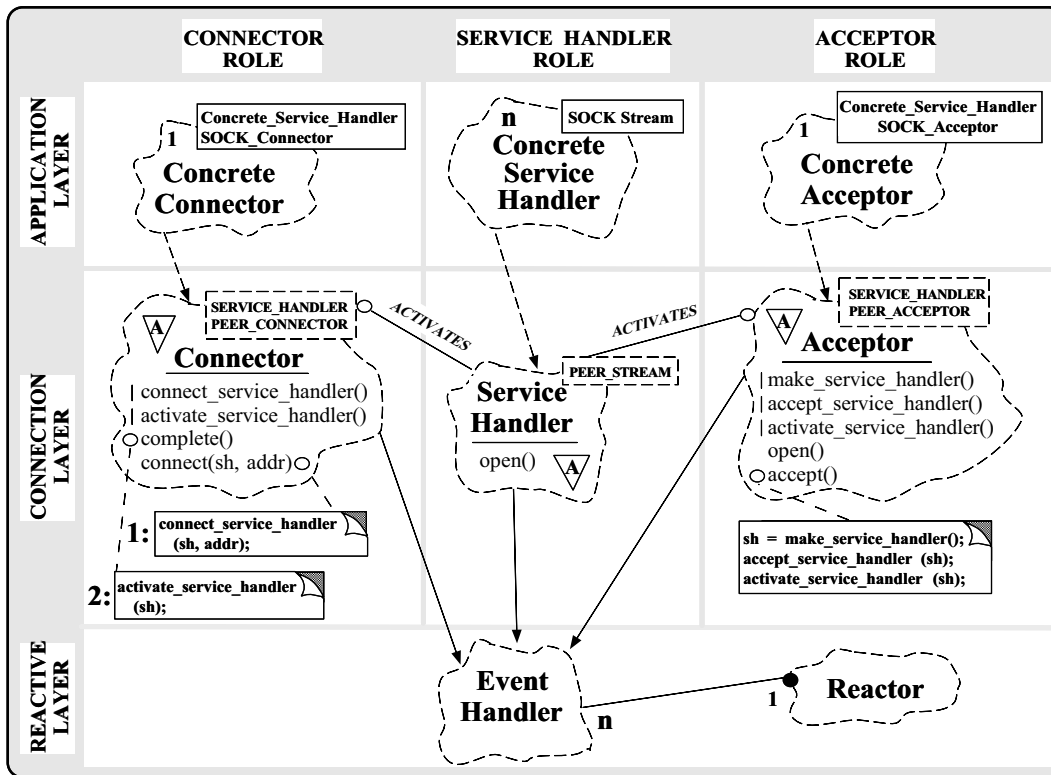 CONNECTOR
ROLE
SERVICE HANDLER
ROLE
ACCEPTOR
ROLE
APPLICATION
LAYER
Concrete_Service_Handler
SOCK_Connector
1
Concrete
Connector
SOCK Stream
n
Concrete
Service
Handler
Concrete_Service_Handler
SOCK_Acceptor
1
Concrete
Acceptor
CONNECTION
LAYER
SERVICE_HANDLER
PEER_CONNECTOR
A
Connector
connect_service_handler()
activate_service_handler()
complete()
connect(sh, addr)
1:
connect_service_handler
(sh, addr);
2:
activate_service_handler
(sh);
ACTIVATES
ACTIVATES
PEER_STREAM
Service
Handler
open()
A
SERVICE_HANDLER
PEER_ACCEPTOR
A
Acceptor
make_service_handler()
accept_service_handler()
activate_service_handler()
open()
accept()
sh = make_service_handler();
accept_service_handler (sh);
activate_service_handler (sh);
REACTIVE
LAYER
Event
Handler
n
1
Reactor